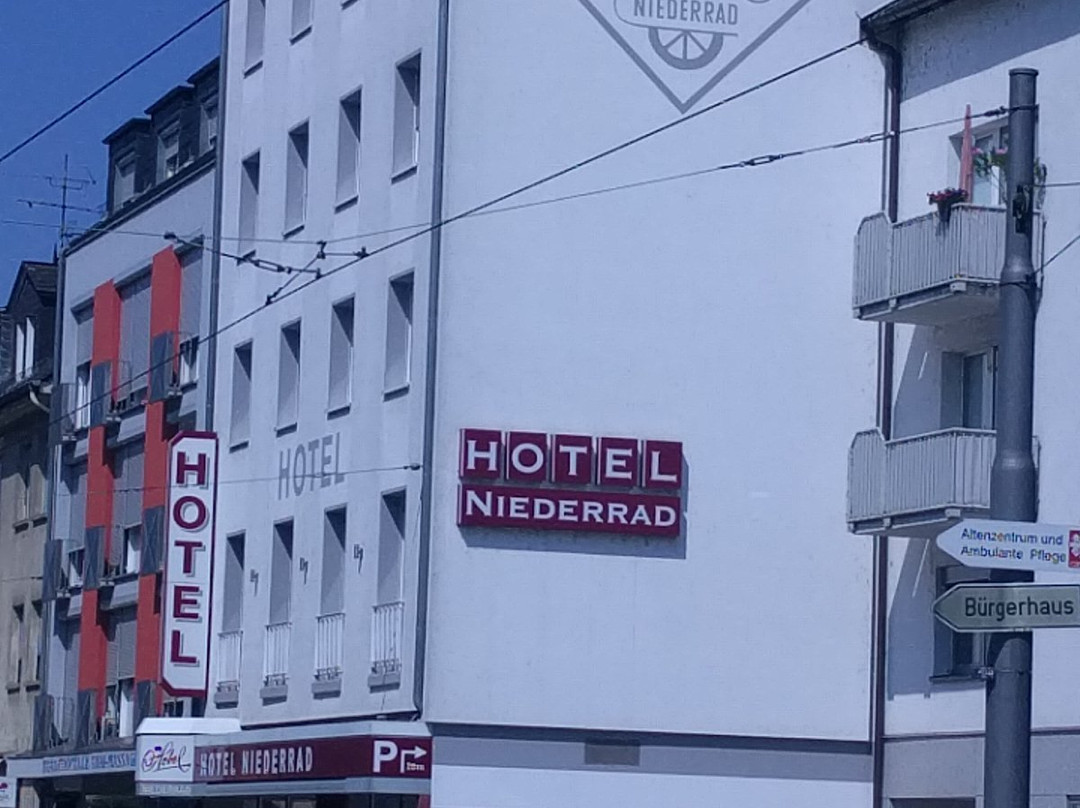 NIEDERRAD
HOTEL
HOTEL
NIEDERRAD
HOTEL
Altenzentrum und
Ambulante Pflege
Bürgerhaus
Hotel
HOTEL NIEDERRAD
P